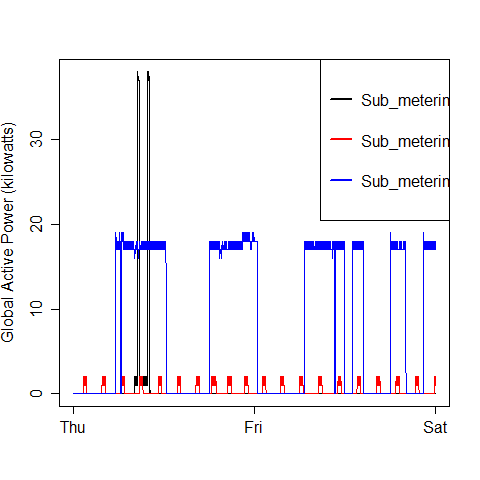 Global Active Power (kilowatts)
30
20
10
0
Sub_meterin
Sub_meterin
Sub_meterin
Thu Fri Sat